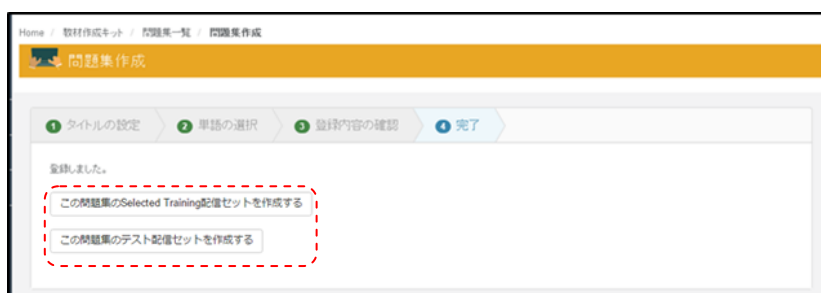 Home / 教材作成キット / 問題集一覧 / 問題集作成
問題集作成
1 タイトルの設定 2 単語の選択 3 登録内容の確認 4 完了
登録しました。
この問題集のSelected Training配信セットを作成する
この問題集のテスト配信セットを作成する